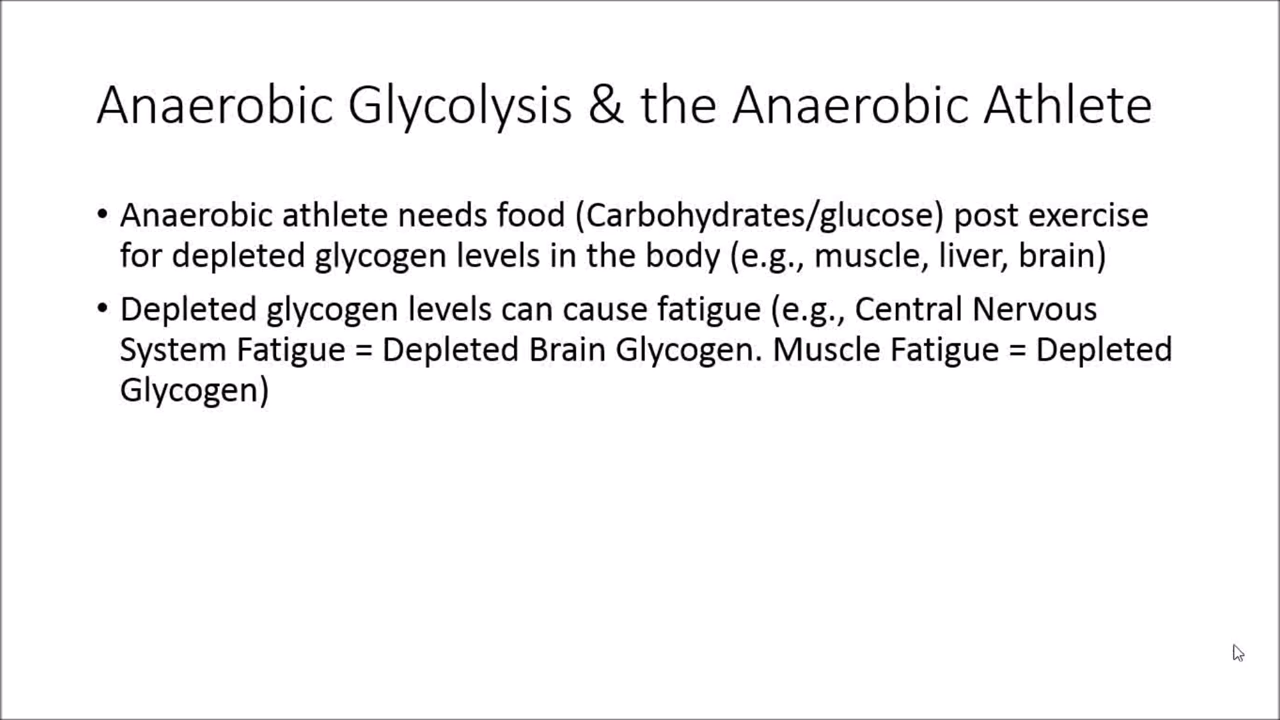 Anaerobic Glycolysis & the Anaerobic Athlete
• Anaerobic athlete needs food (Carbohydrates/glucose) post exercise
for depleted glycogen levels in the body (e.g., muscle, liver, brain)
• Depleted glycogen levels can cause fatigue (e.g., Central Nervous
System Fatigue = Depleted Brain Glycogen. Muscle Fatigue = Depleted
Glycogen)